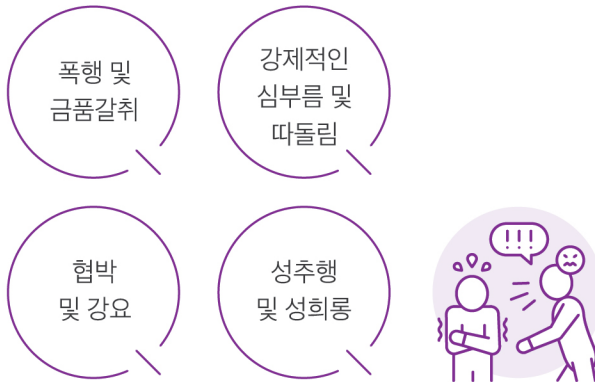 폭행 및
금품갈취
강제적인
심부름 및
따돌림
협박
및 강요
성추행
및 성희롱
!!!